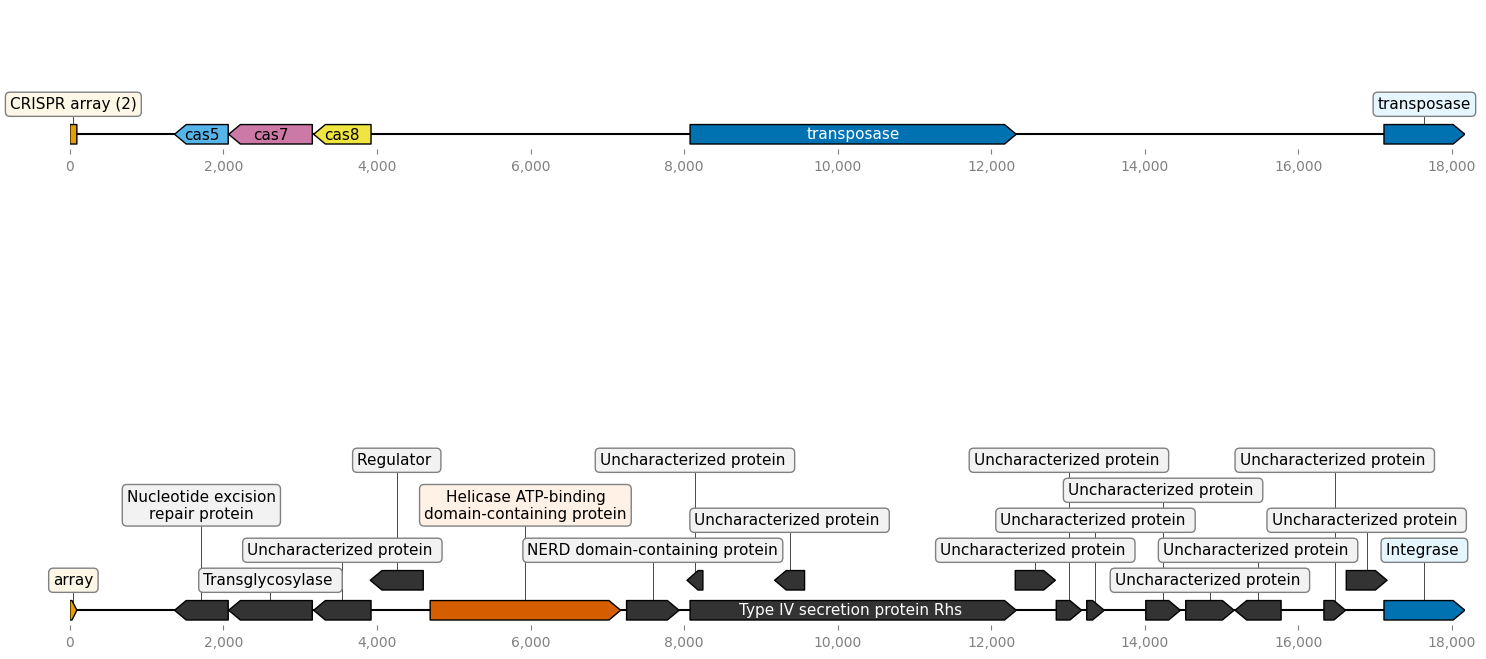 CRISPR array (2)
transposase
cas5
cas7
cas8
transposase
0
2,000
4,000
6,000
8,000
10,000
12,000
14,000
16,000
18,000
Regulator
Uncharacterized protein
Uncharacterized protein
Uncharacterized protein
Nucleotide excision
repair protein
Helicase ATP-binding
domain-containing protein
Uncharacterized protein
Uncharacterized protein
Uncharacterized protein
Uncharacterized protein
Uncharacterized protein
NERD domain-containing protein
Uncharacterized protein
Uncharacterized protein
Integrase
array
Transglycosylase
Uncharacterized protein
Type IV secretion protein Rhs
0
2,000
4,000
6,000
8,000
10,000
12,000
14,000
16,000
18,000